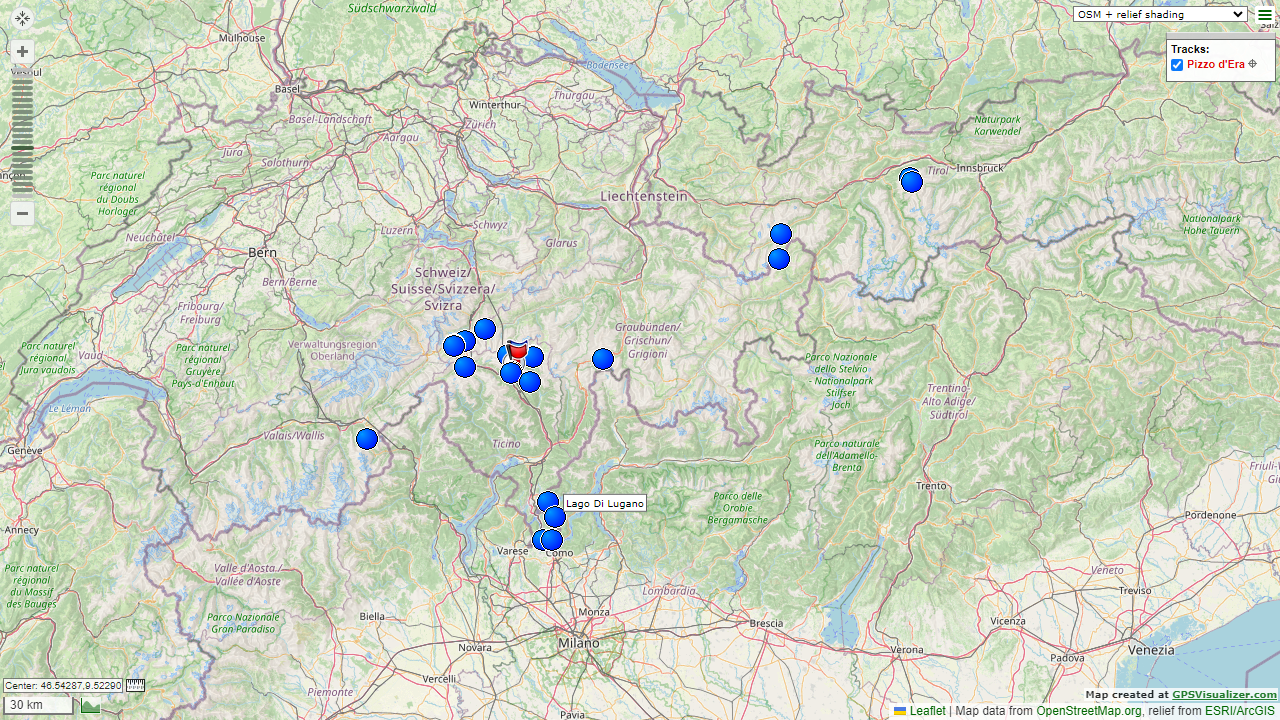 Südschwarzwald
OSM + relief shading
Salz
Mulhouse
Tracks:
Pizzo d'Era
Vesoul
Bodensee
Basel
Thurgau
Winterthur
Basel-Landschaft
Zürich
Naturpark
Karwendel
Aargau
Jura
Solothurn
Innsbruck
Tirol
Parc naturel
régional
du Doubs
Horloger
Liechtenstein
Nationalpark
Hohe Tauern
Luzern
Schwyz
Neuchâtel
Glarus
Bern
Bern/Berne
Schweiz/
Suisse/Svizzera/
Svizra
Fribourg/
Freiburg
Graubünden/
Grischun/
Grigioni
Verwaltungsregion
Oberland
Parc naturel
régional
Jura vaudois
Vaud
Parc naturel
régional
Gruyère
Pays-d'Enhaut
Parco Nazionale
dello Stelvio -
Nationalpark
Stilfser
Joch
Trentino-
Alto Adige/
Südtirol
Le Léman
Genève
Valais/Wallis
Ticino
Parco naturale
dell'Adamello-
Brenta
Trento
Lago Di Lugano
Parco delle
Orobie
Bergamasche
Pordenone
Annecy
Varese
Como
Parc naturel
régional
du Massif
des Bauges
Valle d'Aosta /
Vallée d'Aoste
Lombardia
Veneto
Treviso
Biella
Monza
Parco Nazionale
Gran Paradiso
Brescia
Vicenza
Novara
Milano
Verona
Padova
Venezia
Vercelli
Center: 46.54287,9.52290
Piemonte
Map created at GPSVisualizer.com
30 km
Pavia
Leaflet | Map data from OpenStreetMap.org, relief from ESRI/ArcGIS